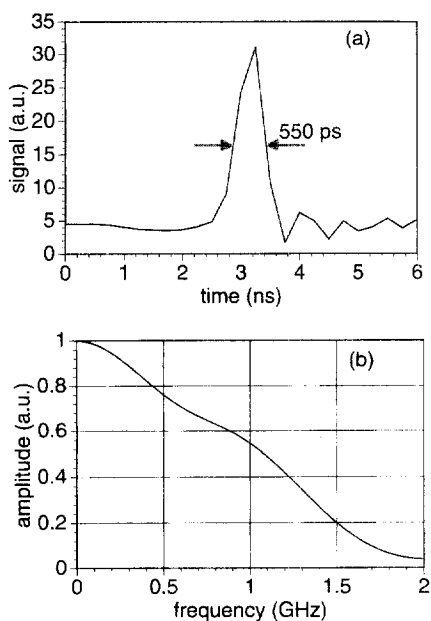 (a)
35
30
25
20
15
10
5
0
signal (a.u.)
550 ps
0 1 2 3 4 5 6
time (ns)
(b)
1
0.8
0.6
0.4
0.2
0
amplitude (a.u.)
0 0.5 1 1.5 2
frequency (GHz)